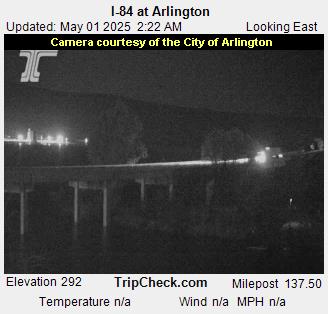 I-84 at Arlington
Updated: May 01 2025 2:22 AM Looking East
Camera courtesy of the City of Arlington
Elevation 292 TripCheck.com Milepost 137.50
Temperature n/a Wind n/a MPH n/a